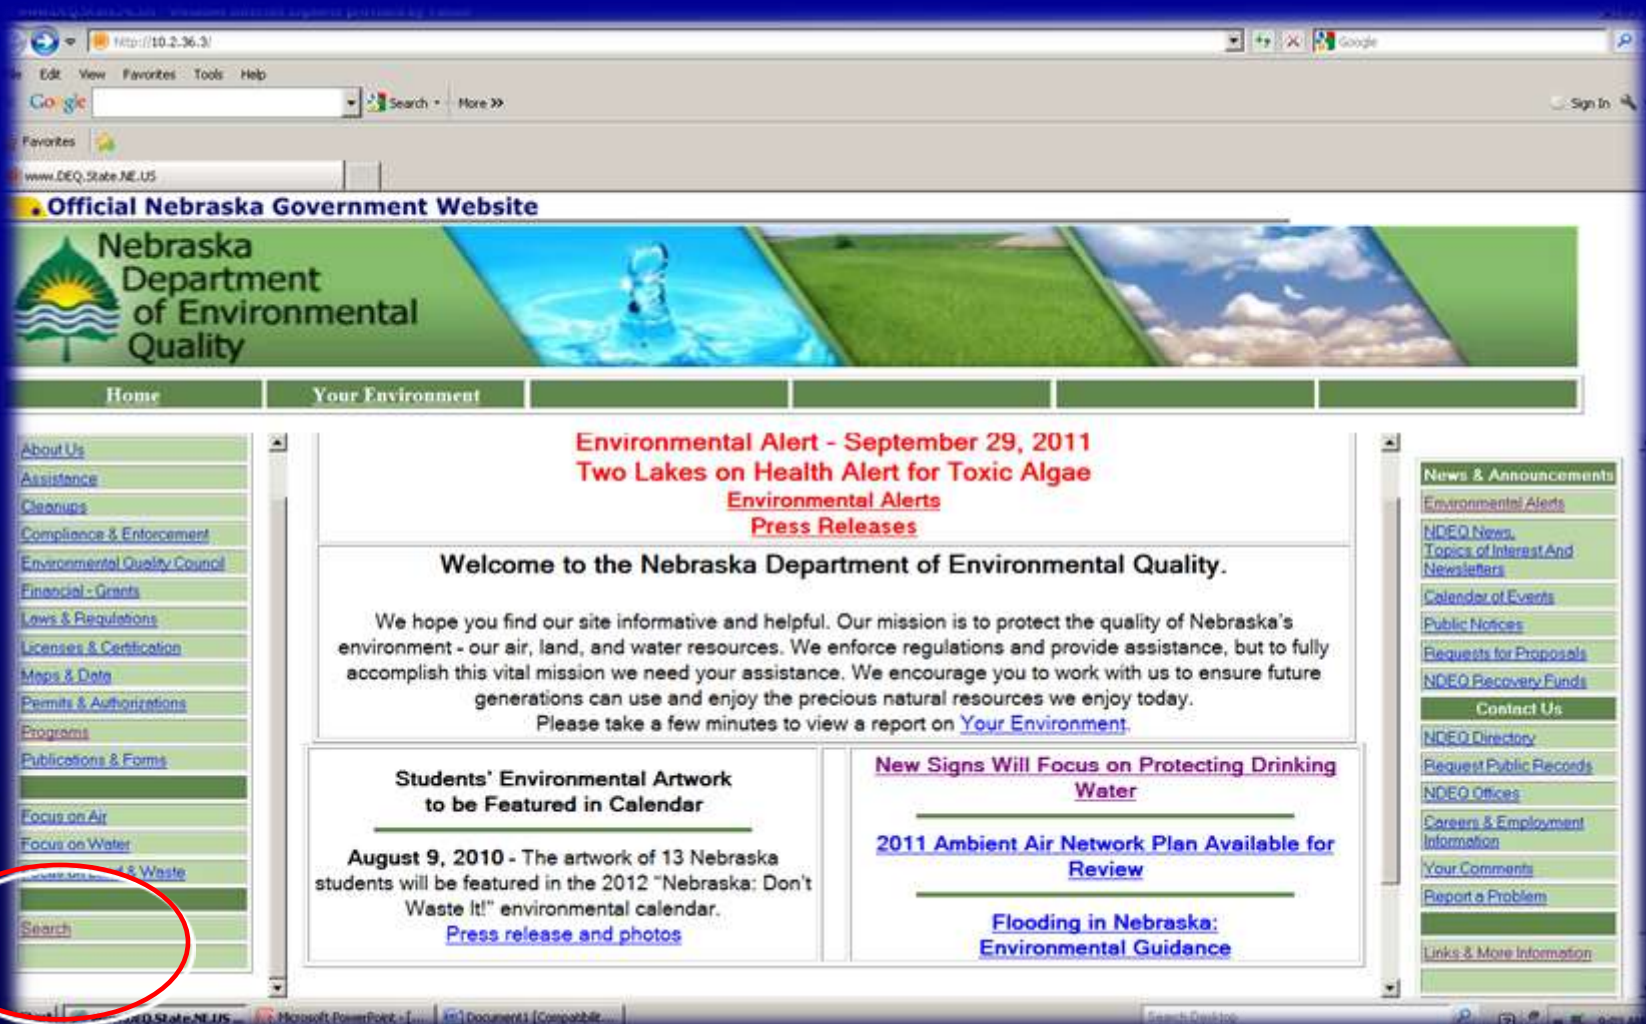 http://10.2.36.3/
Google
Edit View Favorites Tools Help
Google
Search
More >>
Sign In
Favorites
www.DEQ.State.NE.US
Official Nebraska Government Website
Nebraska
Department
of Environmental
Quality
Home
Your Environment
About Us
Assistance
Cleanups
Compliance & Enforcement
Environmental Quality Council
Financial - Grants
Laws & Regulations
Licenses & Certification
Maps & Data
Permits & Authorizations
Programs
Publications & Forms
Focus on Air
Focus on Water
Focus on Land & Waste
Search
Environmental Alert - September 29, 2011
Two Lakes on Health Alert for Toxic Algae
Environmental Alerts
Press Releases
Welcome to the Nebraska Department of Environmental Quality.
We hope you find our site informative and helpful. Our mission is to protect the quality of Nebraska's
environment - our air, land, and water resources. We enforce regulations and provide assistance, but to fully
accomplish this vital mission we need your assistance. We encourage you to work with us to ensure future
generations can use and enjoy the precious natural resources we enjoy today.
Please take a few minutes to view a report on Your Environment.
Students' Environmental Artwork
to be Featured in Calendar
August 9, 2010 - The artwork of 13 Nebraska
students will be featured in the 2012 "Nebraska: Don't
Waste It!" environmental calendar.
Press release and photos
New Signs Will Focus on Protecting Drinking
Water
2011 Ambient Air Network Plan Available for
Review
Flooding in Nebraska:
Environmental Guidance
News & Announcements
Environmental Alerts
NDEQ News,
Topics of Interest And
Newsletters
Calendar of Events
Public Notices
Requests for Proposals
NDEQ Recovery Funds
Contact Us
NDEQ Directory
Request Public Records
NDEQ Offices
Careers & Employment
Information
Your Comments
Report a Problem
Links & More Information
DEQ.State.NE.US ...
Microsoft PowerPoint - [...
Document1 [Compatibilit...
Search Desktop